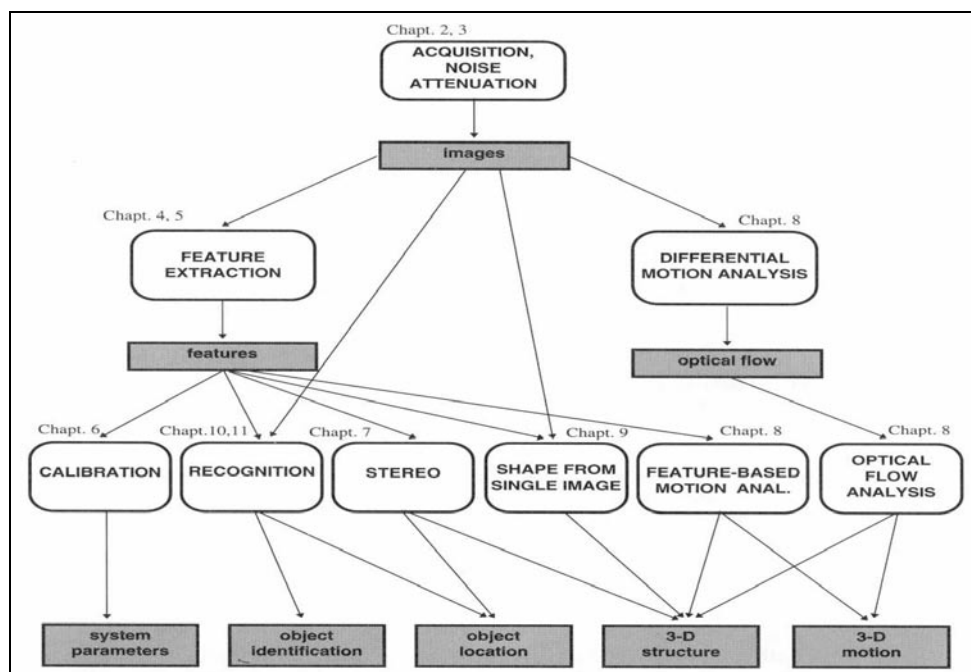 Chapt. 2, 3
ACQUISITION,
NOISE
ATTENUATION
images
Chapt. 4, 5
FEATURE
EXTRACTION
Chapt. 8
DIFFERENTIAL
MOTION ANALYSIS
features
optical flow
Chapt. 6
CALIBRATION
Chapt.10,11
RECOGNITION
Chapt. 7
STEREO
Chapt. 9
SHAPE FROM
SINGLE IMAGE
Chapt. 8
FEATURE-BASED
MOTION ANAL.
Chapt. 8
OPTICAL
FLOW
ANALYSIS
system
parameters
object
identification
object
location
3-D
structure
3-D
motion